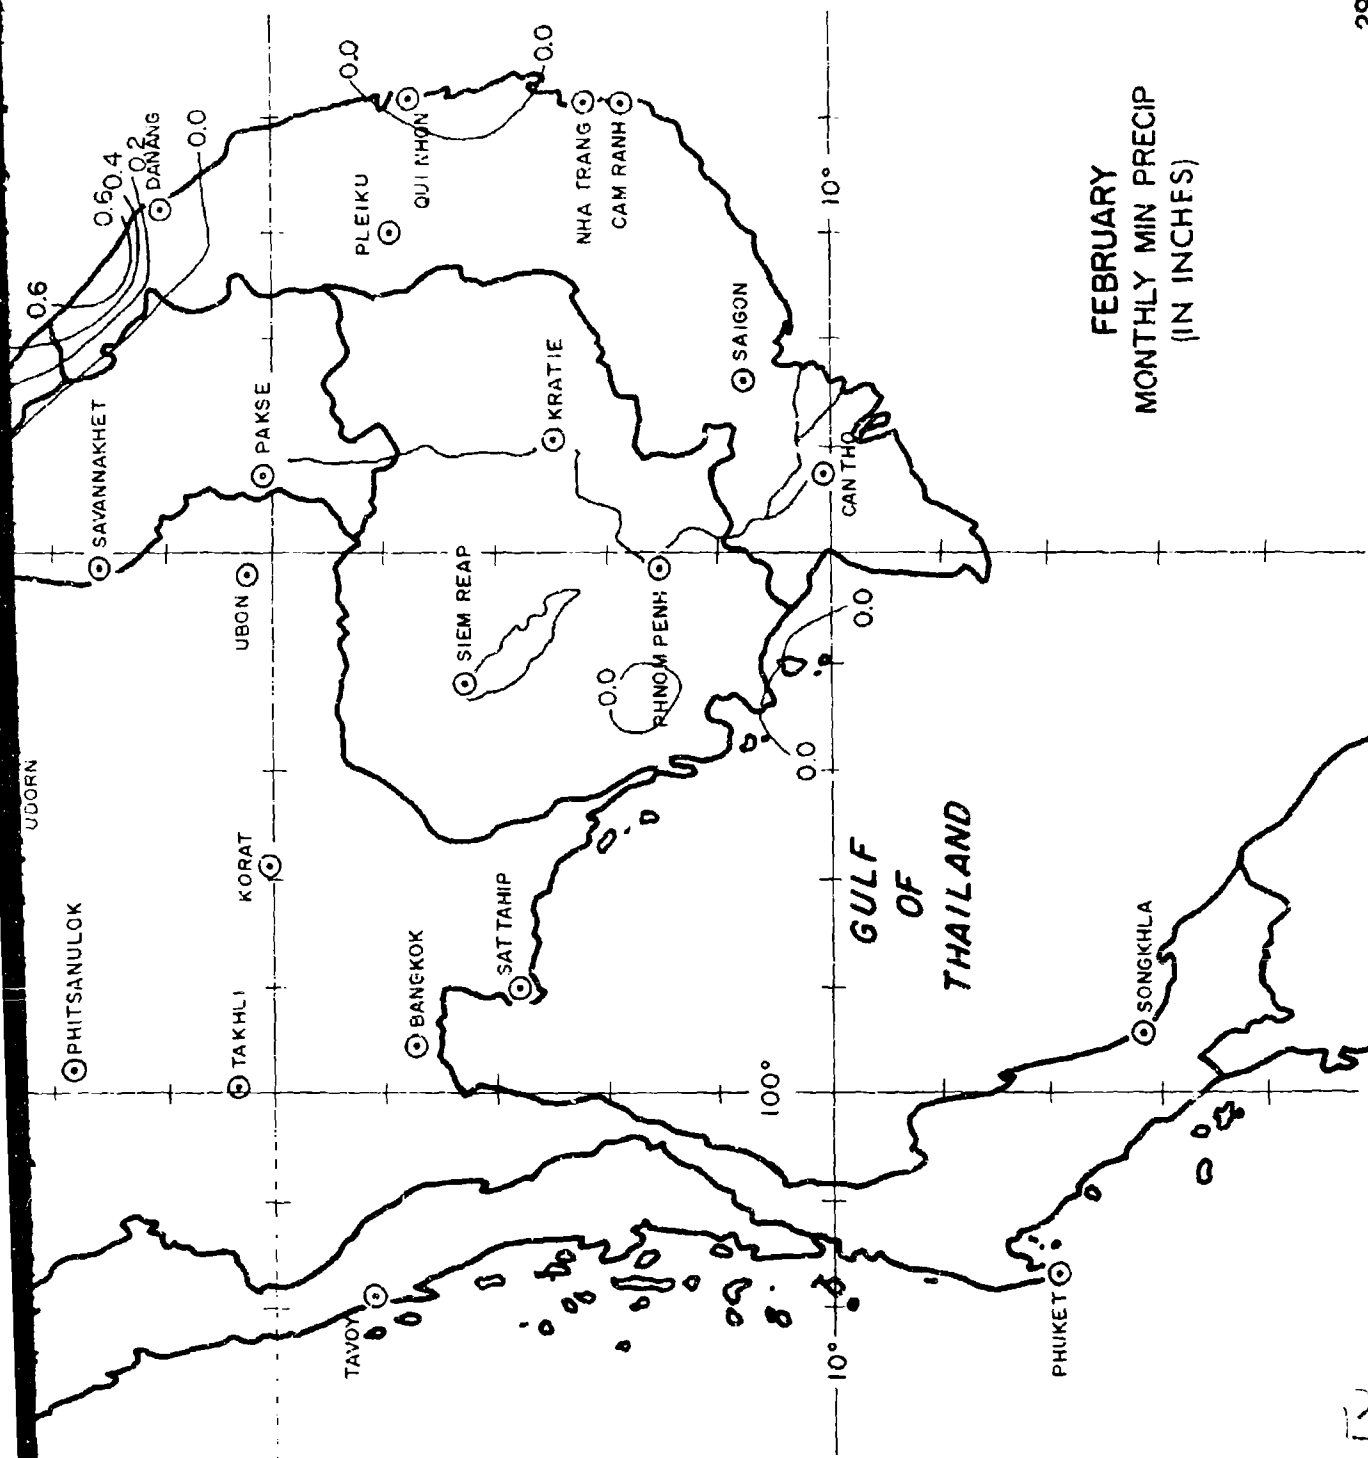 FEBRUARY
MONTHLY MIN PRECIP
(IN INCHES)
GULF
OF
THAILAND
UDORN
PHITSANULOK
TAKHLI
KORAT
BANGKOK
SATTAHIP
SAVANNAKHET
UBON
PAKSE
SIEM REAP
KRATIE
PHNOM PENH
SAIGON
CAN THO
DANANG
PLEIKU
QUI NHON
NHA TRANG
CAM RANH
TAVOY
PHUKET
SONGKHLA
0.6
0.6
0.4
0.2
0.0
0.0
0.0
0.0
0.0
0.0
10°
10°
100°